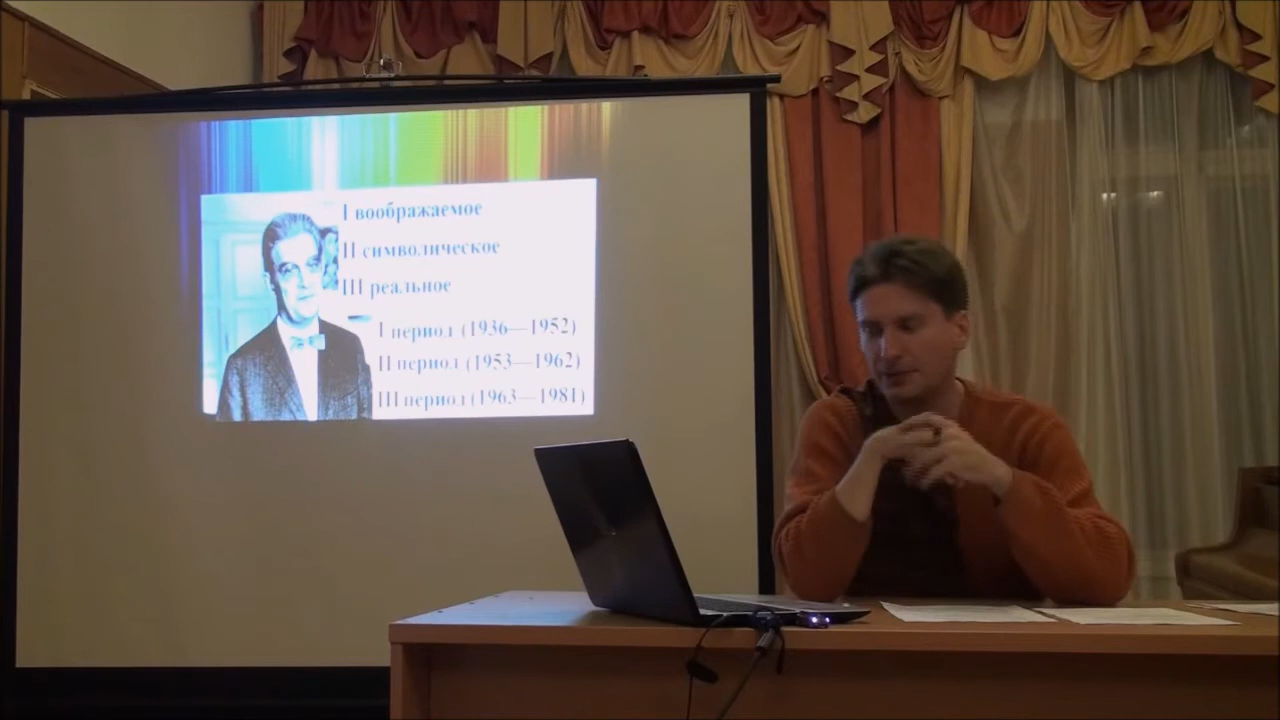 I воображаемое
II символическое
III реальное
I период (1936—1952)
II период (1953—1962)
III период (1963—1981)